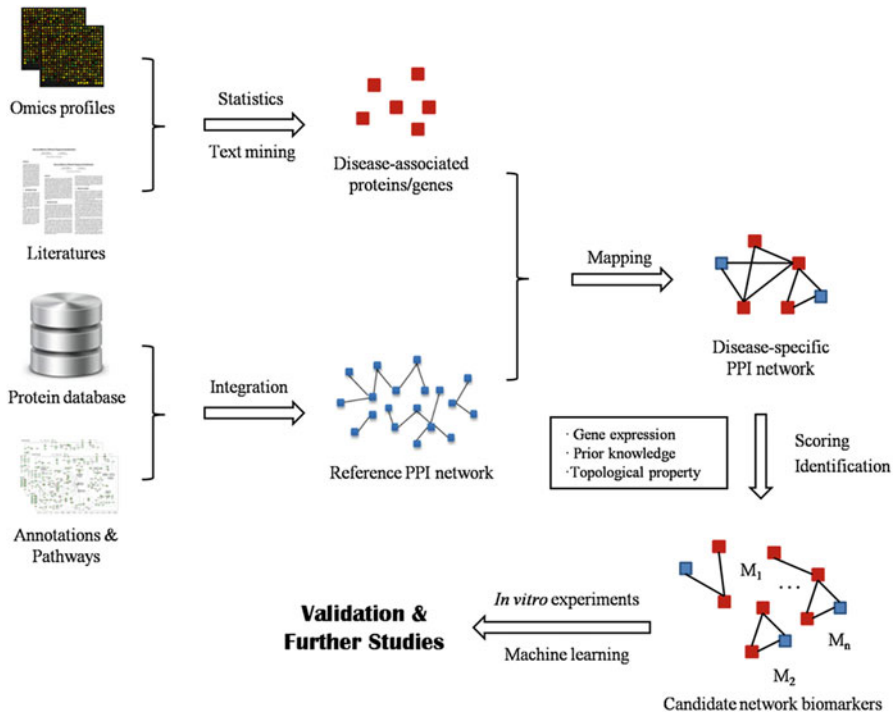 Omics profiles
Literatures
Statistics
Text mining
Disease-associated
proteins/genes
Protein database
Annotations &
Pathways
Integration
Reference PPI network
Mapping
Disease-specific
PPI network
· Gene expression
· Prior knowledge
· Topological property
Scoring
Identification
M1
...
Mn
M2
Candidate network biomarkers
In vitro experiments
Machine learning
Validation &
Further Studies